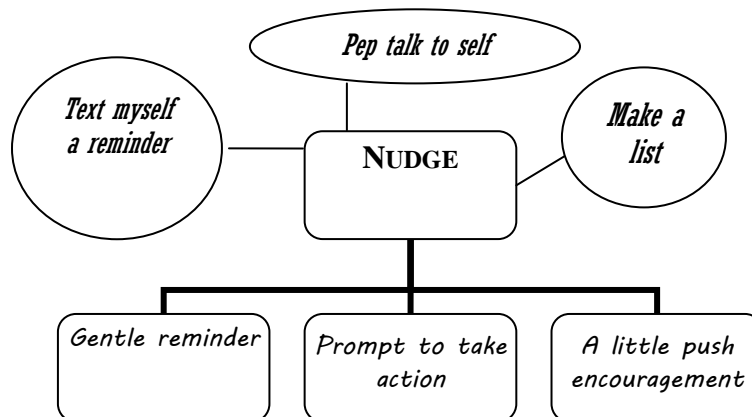 Pep talk to self
Text myself
a reminder
Make a
list
NUDGE
Gentle reminder
Prompt to take
action
A little push
encouragement